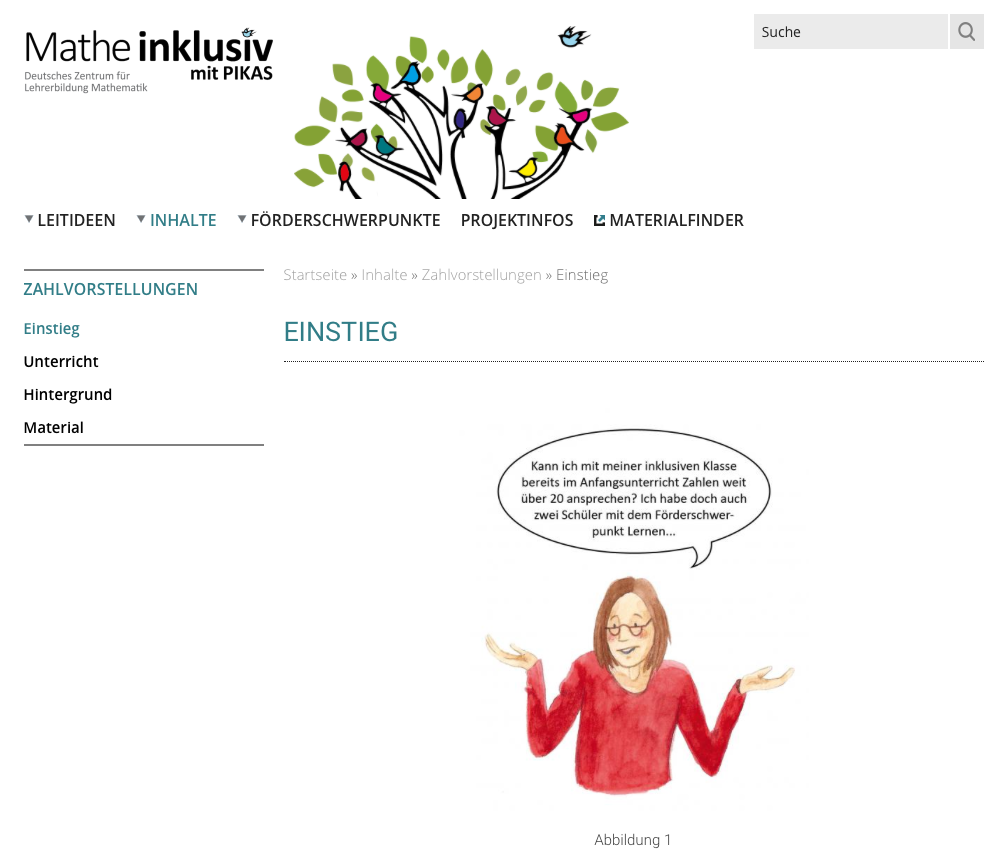 Mathe inklusiv
mit PIKAS
Deutsches Zentrum für
Lehrerbildung Mathematik
Suche
LEITIDEEN INHALTE FÖRDERSCHWERPUNKTE PROJEKTINFOS MATERIALFINDER
ZAHLVORSTELLUNGEN
Einstieg
Unterricht
Hintergrund
Material
Startseite » Inhalte » Zahlvorstellungen » Einstieg
EINSTIEG
Kann ich mit meiner inklusiven Klasse
bereits im Anfangsunterricht Zahlen weit
über 20 ansprechen? Ich habe doch auch
zwei Schüler mit dem Förderschwer-
punkt Lernen...
Abbildung 1